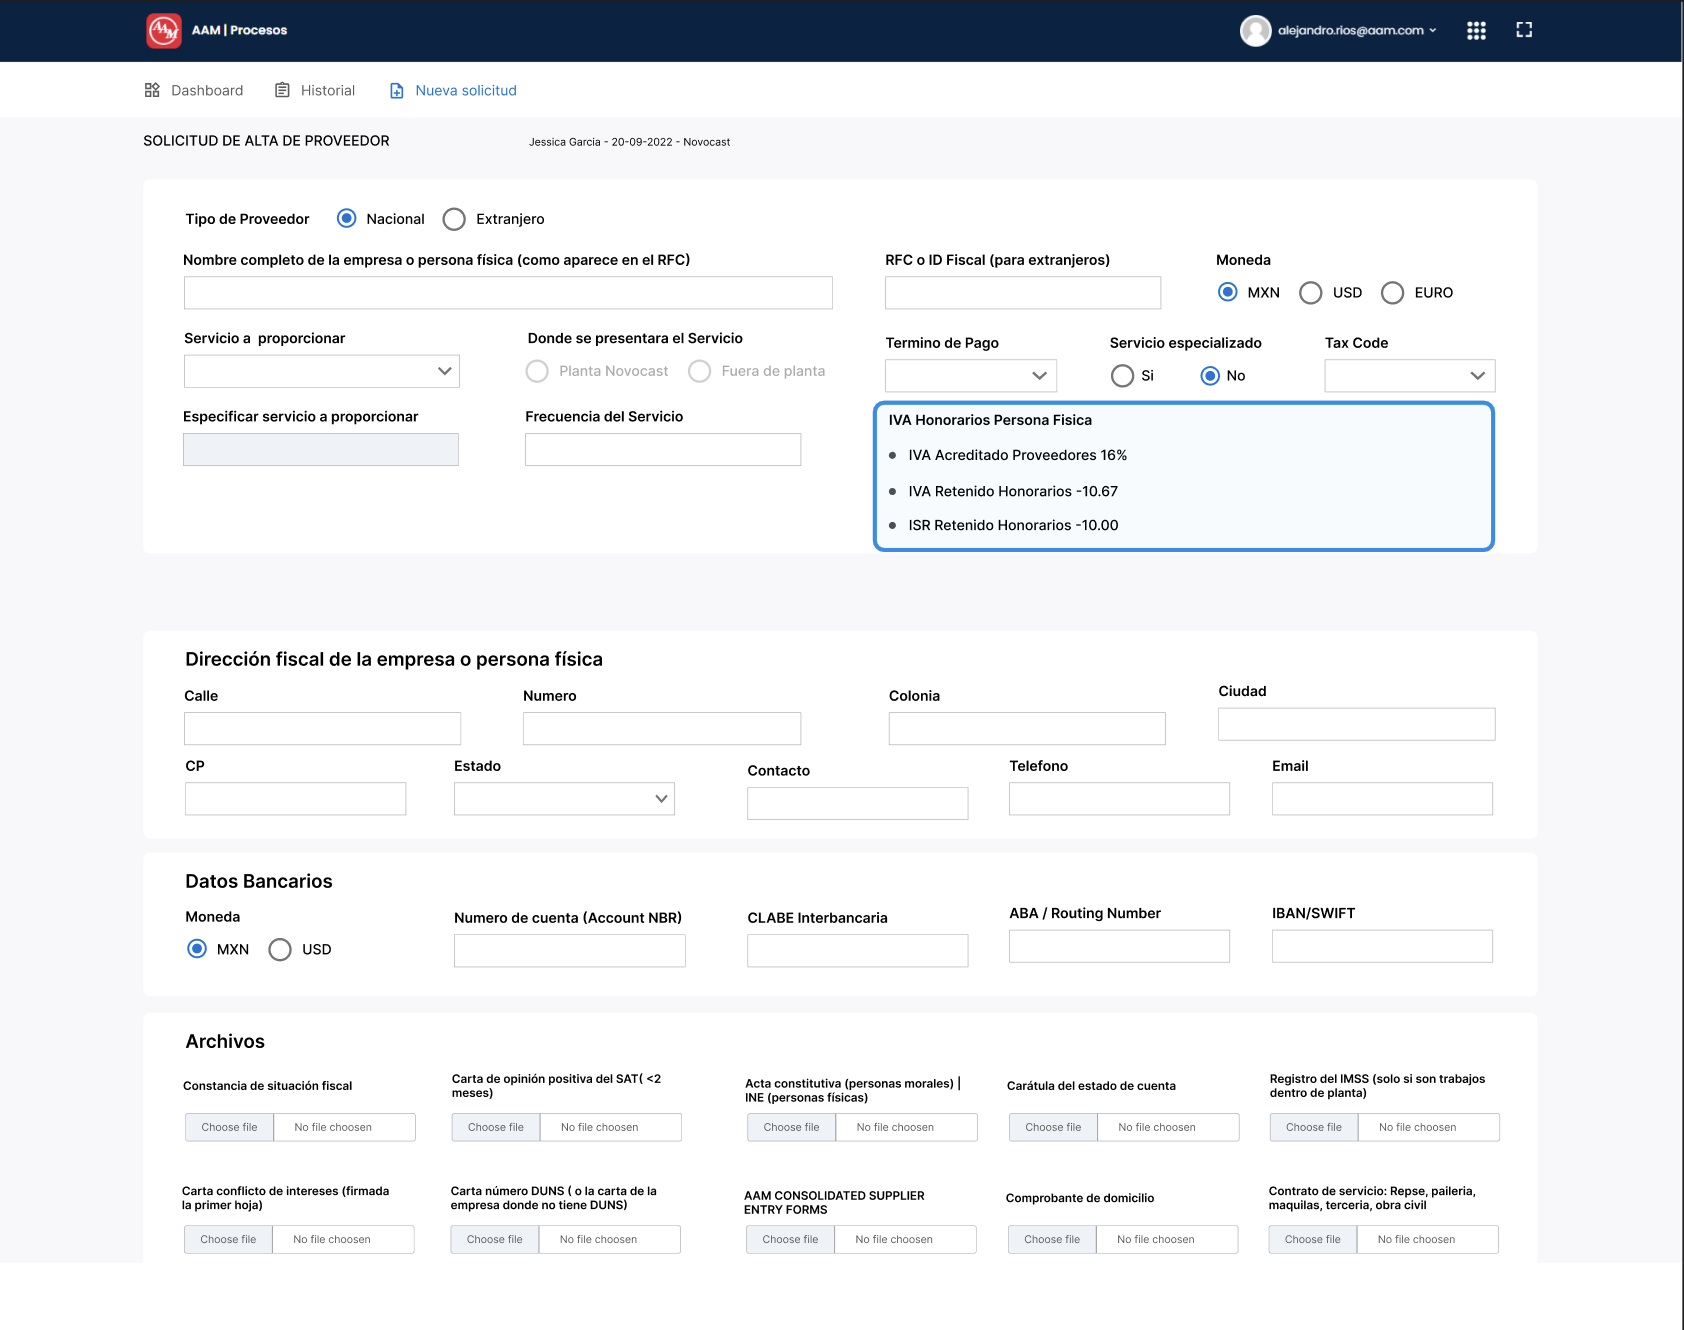 AAM | Procesos
alejandro.rios@aam.com
Dashboard
Historial
Nueva solicitud
SOLICITUD DE ALTA DE PROVEEDOR
Jessica Garcia - 20-09-2022 - Novocast
Tipo de Proveedor
Nacional
Extranjero
Nombre completo de la empresa o persona física (como aparece en el RFC)
RFC o ID Fiscal (para extranjeros)
Moneda
MXN
USD
EURO
Servicio a proporcionar
Donde se presentara el Servicio
Planta Novocast
Fuera de planta
Termino de Pago
Servicio especializado
Si
No
Tax Code
Especificar servicio a proporcionar
Frecuencia del Servicio
IVA Honorarios Persona Fisica
IVA Acreditado Proveedores 16%
IVA Retenido Honorarios -10.67
ISR Retenido Honorarios -10.00
Dirección fiscal de la empresa o persona física
Calle
Numero
Colonia
Ciudad
CP
Estado
Contacto
Telefono
Email
Datos Bancarios
Moneda
MXN
USD
Numero de cuenta (Account NBR)
CLABE Interbancaria
ABA / Routing Number
IBAN/SWIFT
Archivos
Constancia de situación fiscal
Choose file No file choosen
Carta de opinión positiva del SAT( <2
meses)
Choose file No file choosen
Acta constitutiva (personas morales) |
INE (personas físicas)
Choose file No file choosen
Carátula del estado de cuenta
Choose file No file choosen
Registro del IMSS (solo si son trabajos
dentro de planta)
Choose file No file choosen
Carta conflicto de intereses (firmada
la primer hoja)
Choose file No file choosen
Carta número DUNS ( o la carta de la
empresa donde no tiene DUNS)
Choose file No file choosen
AAM CONSOLIDATED SUPPLIER
ENTRY FORMS
Choose file No file choosen
Comprobante de domicilio
Choose file No file choosen
Contrato de servicio: Repse, paileria,
maquilas, terceria, obra civil
Choose file No file choosen